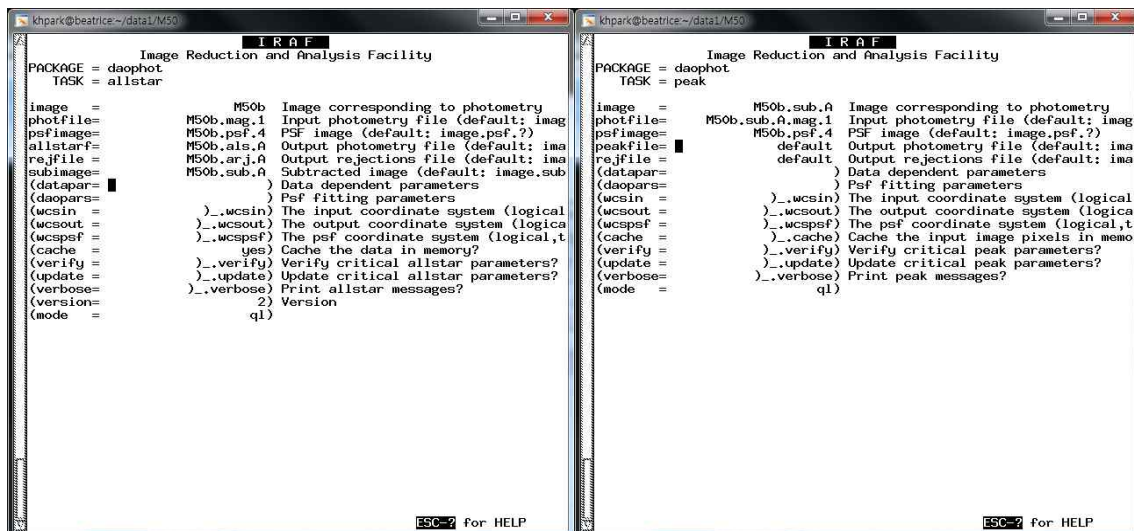 khpark@beatrice:~/data1/M50
I R A F
Image Reduction and Analysis Facility
PACKAGE = daophot
TASK = allstar
image   =                 M50b  Image corresponding to photometry
photfile=           M50b.mag.1  Input photometry file (default: imag
psfimage=           M50b.psf.4  PSF image (default: image.psf.?)
allstarf=           M50b.als.A  Output photometry file (default: ima
rejfile =           M50b.arj.A  Output rejections file (default: ima
subimage=           M50b.sub.A  Subtracted image (default: image.sub
(datapar=                     ) Data dependent parameters
(daopars=                     ) Psf fitting parameters
(wcsin  =             )_.wcsin) The input coordinate system (logical
(wcsout =            )_.wcsout) The output coordinate system (logica
(wcspsf =            )_.wcspsf) The psf coordinate system (logical,t
(cache  =                  yes) Cache the data in memory?
(verify =            )_.verify) Verify critical allstar parameters?
(update =            )_.update) Update critical allstar parameters?
(verbose=           )_.verbose) Print allstar messages?
(version=                    2) Version
(mode   =                   ql)
ESC-? for HELP
khpark@beatrice:~/data1/M50
I R A F
Image Reduction and Analysis Facility
PACKAGE = daophot
TASK = peak
image   =           M50b.sub.A  Image corresponding to photometry
photfile=     M50b.sub.A.mag.1  Input photometry file (default: imag
psfimage=           M50b.psf.4  PSF image (default: image.psf.?)
peakfile=              default  Output photometry file (default: ima
rejfile =              default  Output rejections file (default: ima
(datapar=                     ) Data dependent parameters
(daopars=                     ) Psf fitting parameters
(wcsin  =             )_.wcsin) The input coordinate system (logical
(wcsout =            )_.wcsout) The output coordinate system (logica
(wcspsf =            )_.wcspsf) The psf coordinate system (logical,t
(cache  =             )_.cache) Cache the input image pixels in memo
(verify =            )_.verify) Verify critical peak parameters?
(update =            )_.update) Update critical peak parameters?
(verbose=           )_.verbose) Print peak messages?
(mode   =                   ql)
ESC-? for HELP